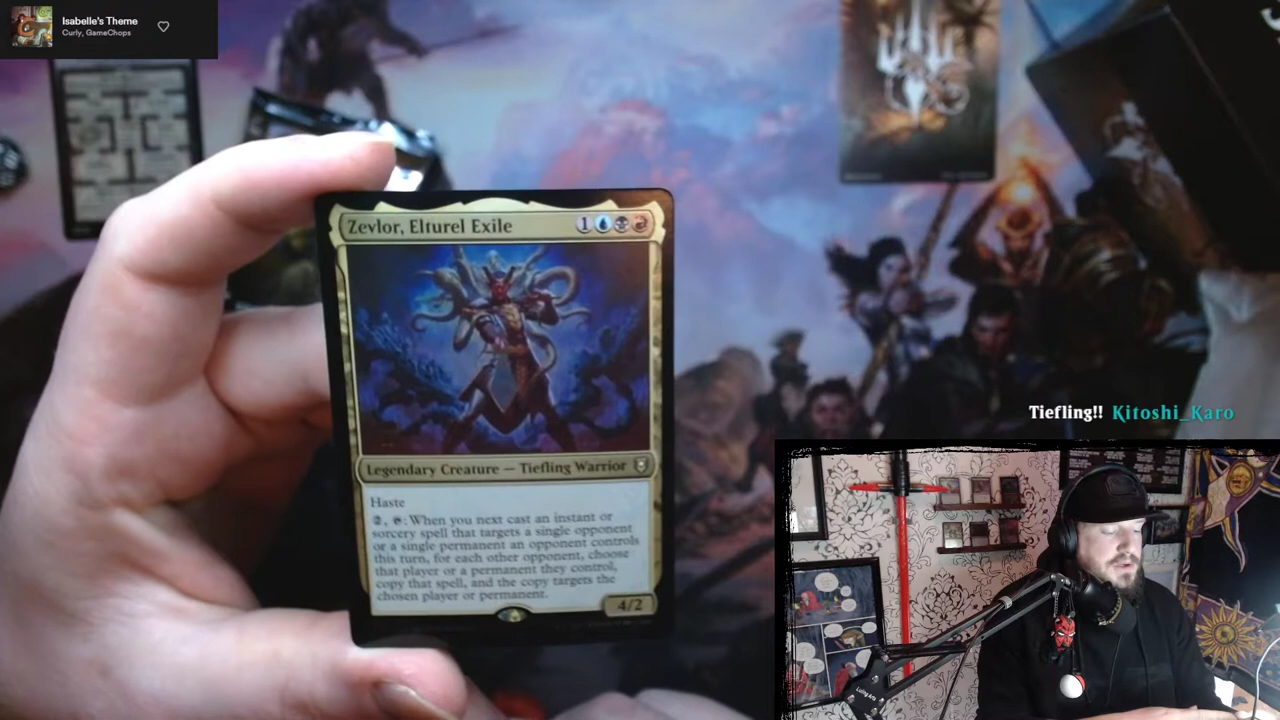 Isabelle's Theme
Curly, GameChops
Zevlor, Elturel Exile
1
Legendary Creature — Tiefling Warrior
Haste
2, : When you next cast an instant or
sorcery spell that targets a single opponent
or a single permanent an opponent controls
this turn, for each other opponent, choose
that player or a permanent they control,
copy that spell, and the copy targets the
chosen player or permanent.
4/2
Tiefling!! Kitoshi_Karo